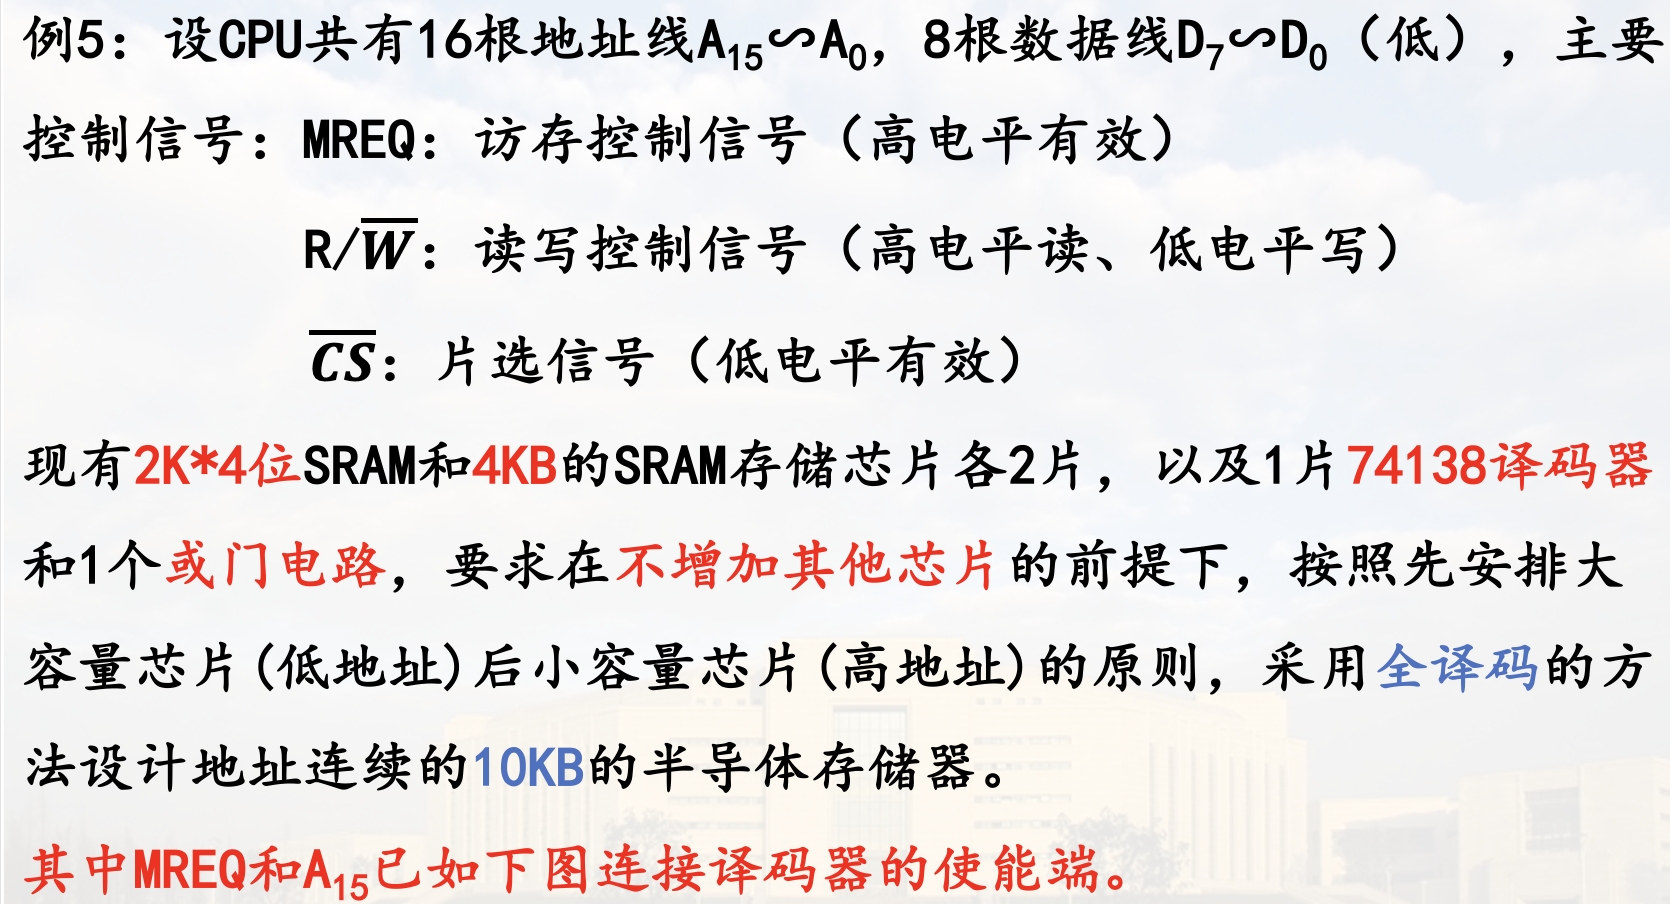 例5：设CPU共有16根地址线A₁₅∽A₀，8根数据线D₇∽D₀（低），主要
控制信号：MREQ：访存控制信号（高电平有效）
R/W̅：读写控制信号（高电平读、低电平写）
C̅S̅：片选信号（低电平有效）
现有2K*4位SRAM和4KB的SRAM存储芯片各2片，以及1片74138译码器
和1个或门电路，要求在不增加其他芯片的前提下，按照先安排大
容量芯片(低地址)后小容量芯片(高地址)的原则，采用全译码的方
法设计地址连续的10KB的半导体存储器。
其中MREQ和A₁₅已如下图连接译码器的使能端。